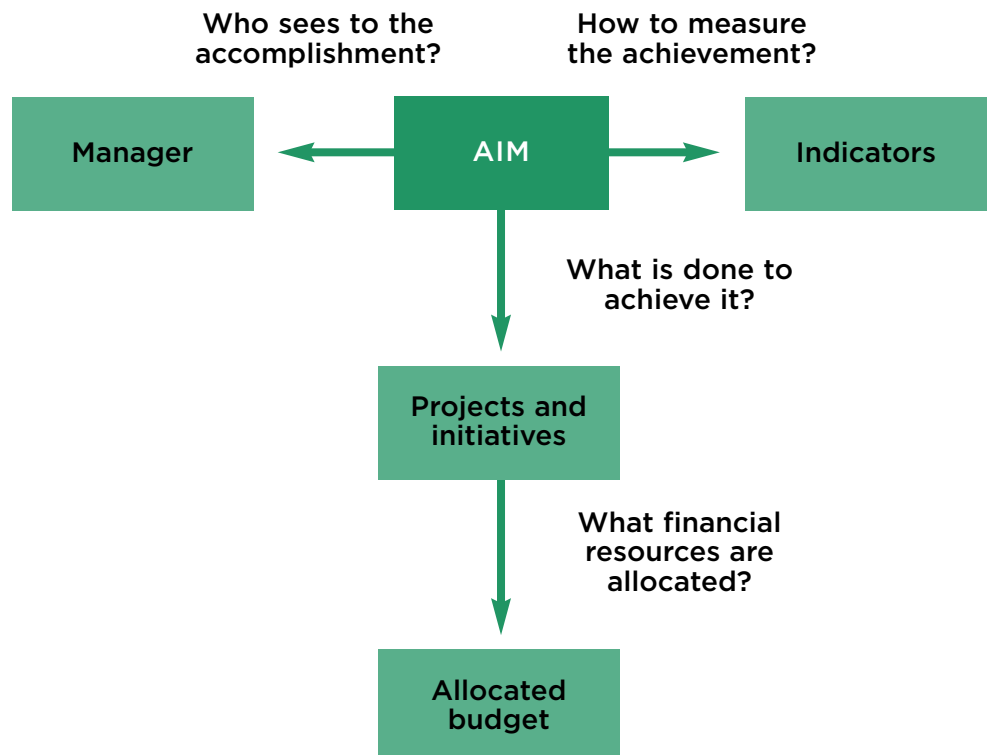 Who sees to the
accomplishment?
How to measure
the achievement?
Manager
AIM
Indicators
What is done to
achieve it?
Projects and
initiatives
What financial
resources are
allocated?
Allocated
budget